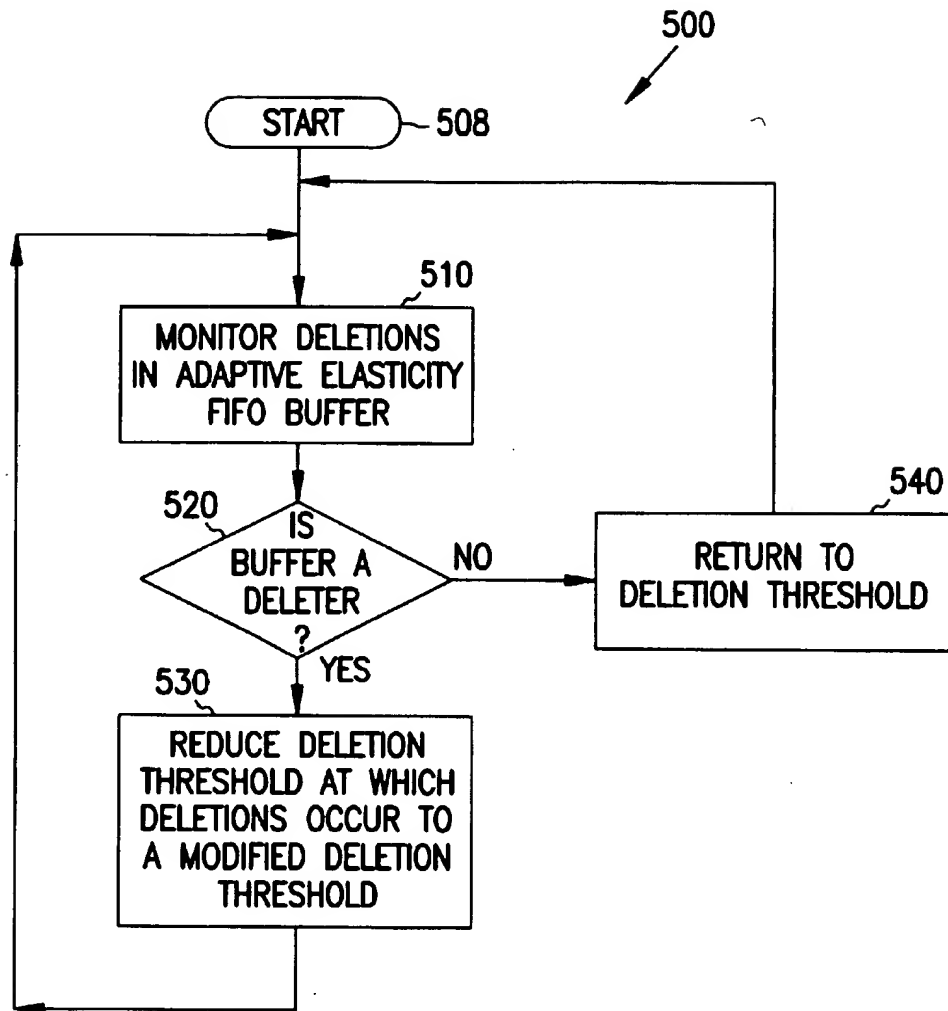 500
START
508
510
MONITOR DELETIONS
IN ADAPTIVE ELASTICITY
FIFO BUFFER
520
IS
BUFFER A
DELETER
?
NO
YES
540
RETURN TO
DELETION THRESHOLD
530
REDUCE DELETION
THRESHOLD AT WHICH
DELETIONS OCCUR TO
A MODIFIED DELETION
THRESHOLD